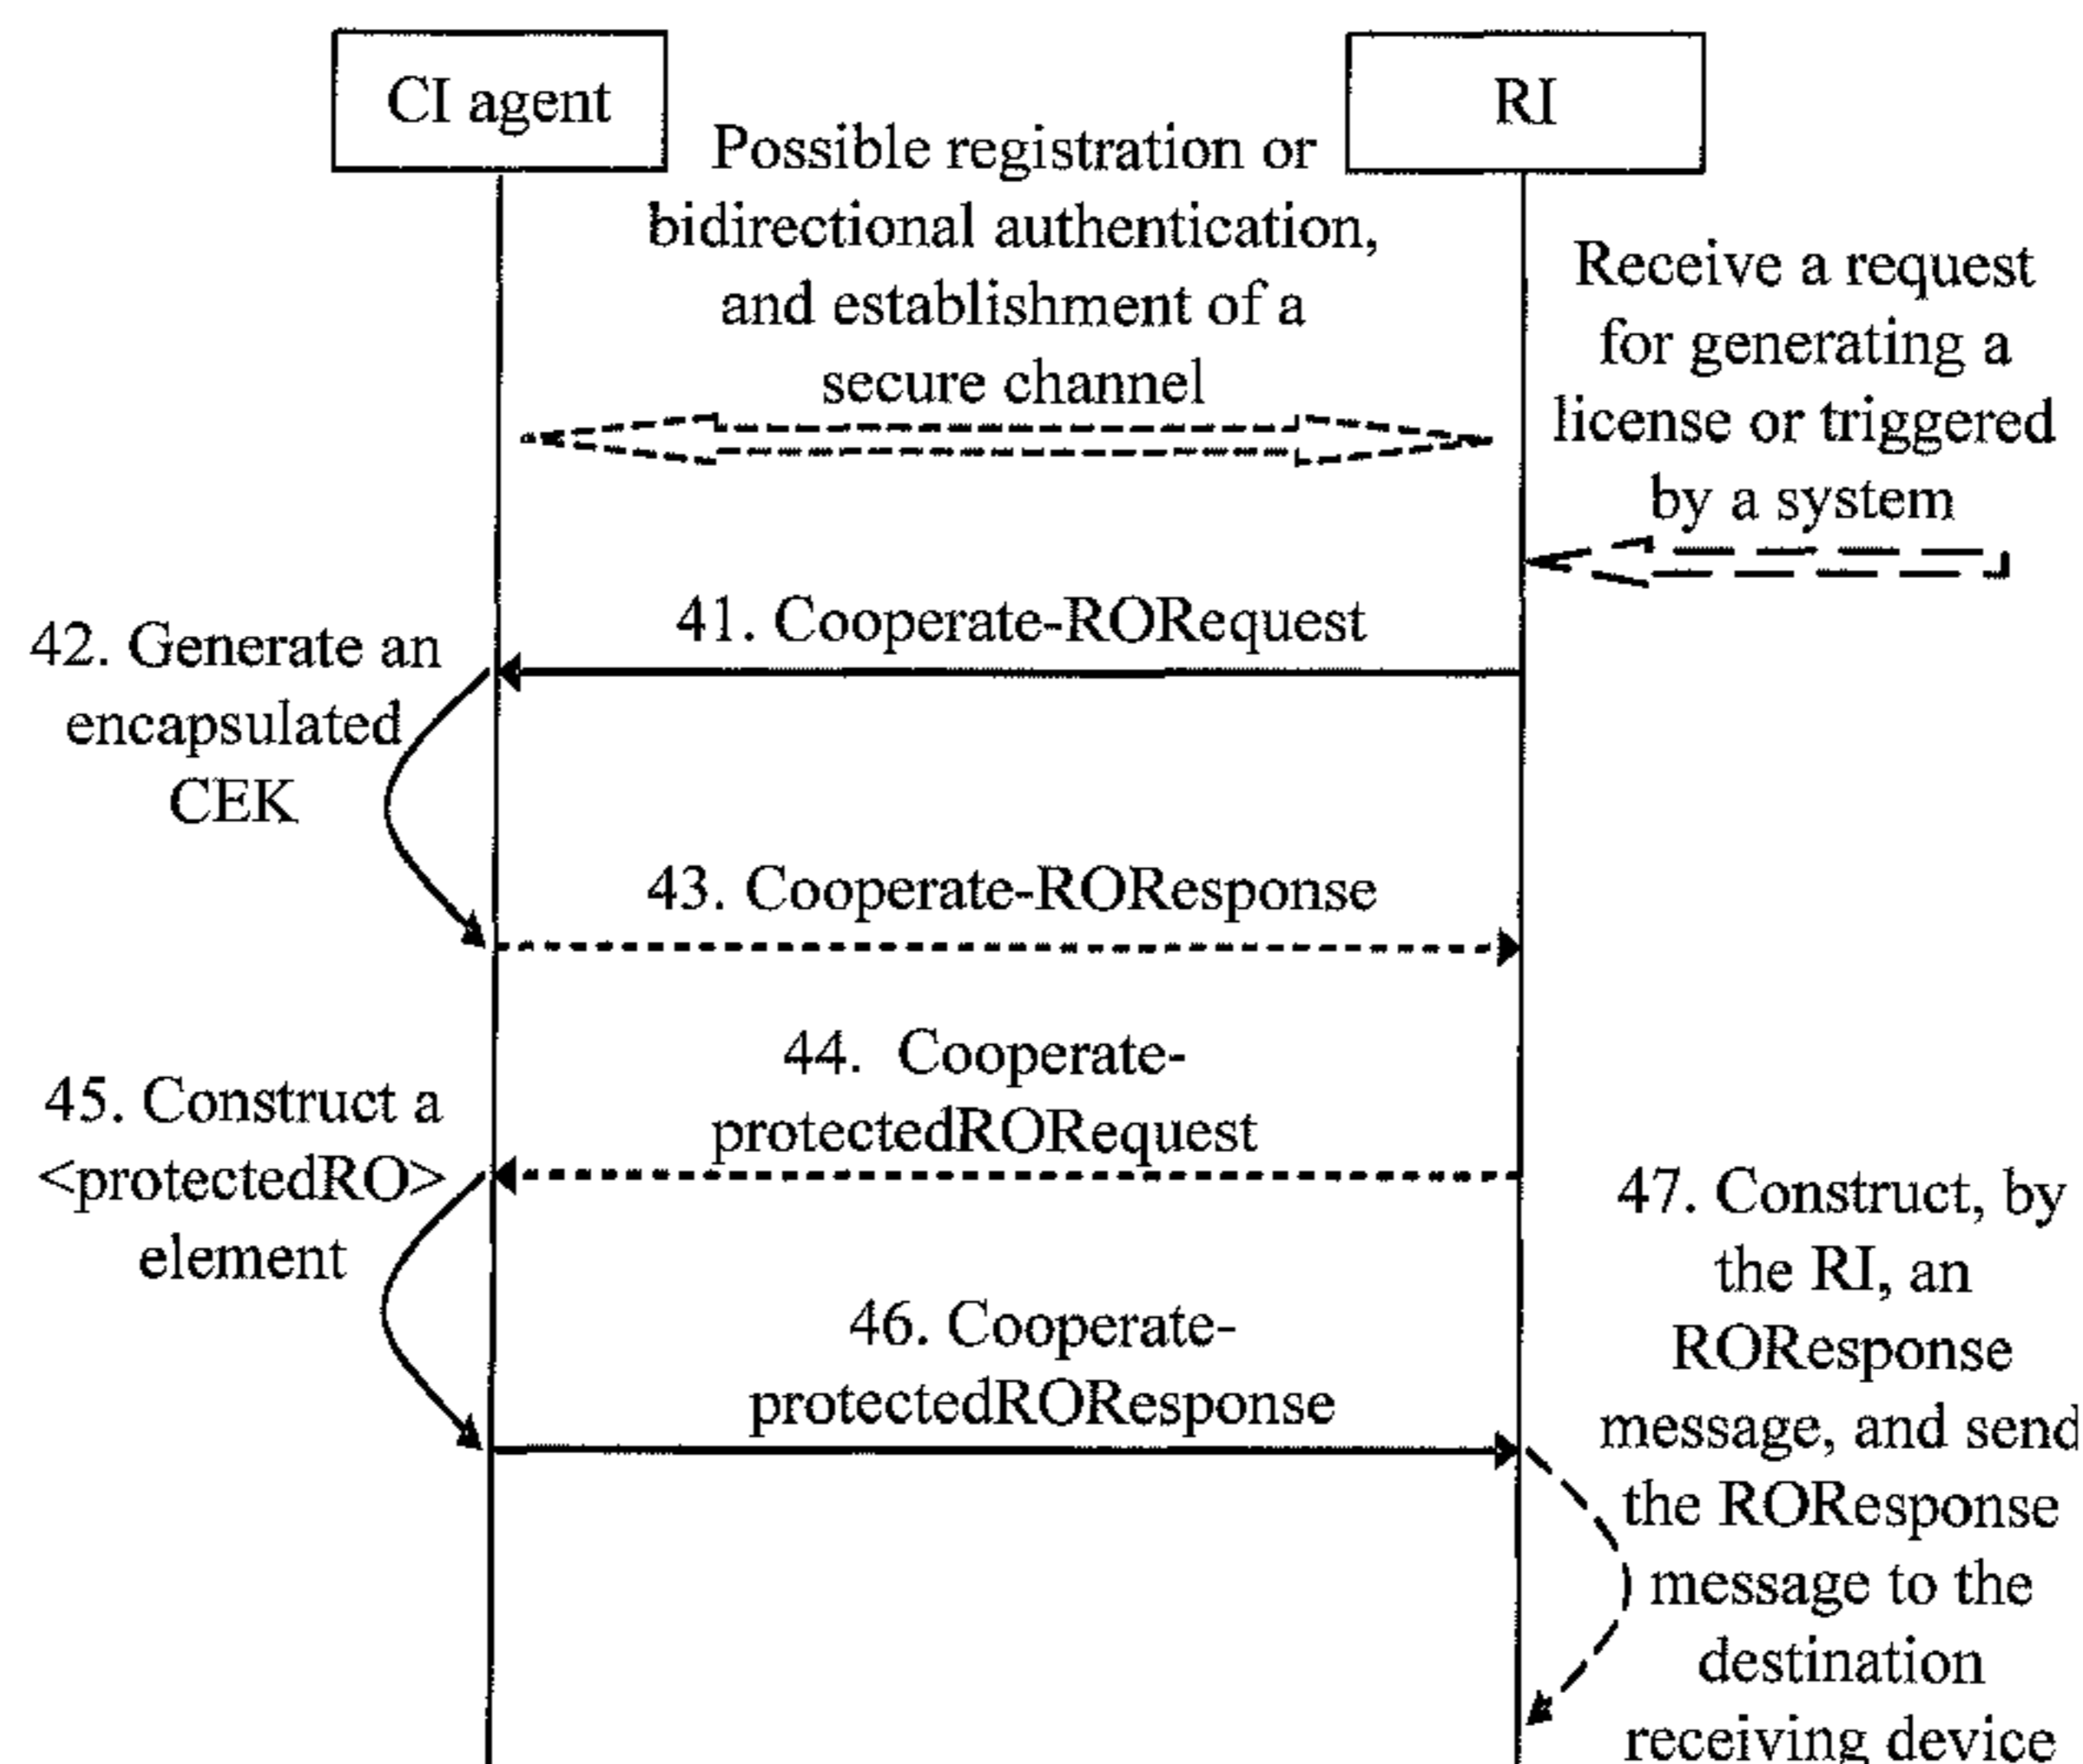 CI agent
RI
Possible registration or
bidirectional authentication,
and establishment of a
secure channel
Receive a request
for generating a
license or triggered
by a system
41. Cooperate-RORequest
42. Generate an
encapsulated
CEK
43. Cooperate-ROResponse
44. Cooperate-
protectedRORequest
45. Construct a
<protectedRO>
element
46. Cooperate-
protectedROResponse
47. Construct, by
the RI, an
ROResponse
message, and send
the ROResponse
message to the
destination
receiving device